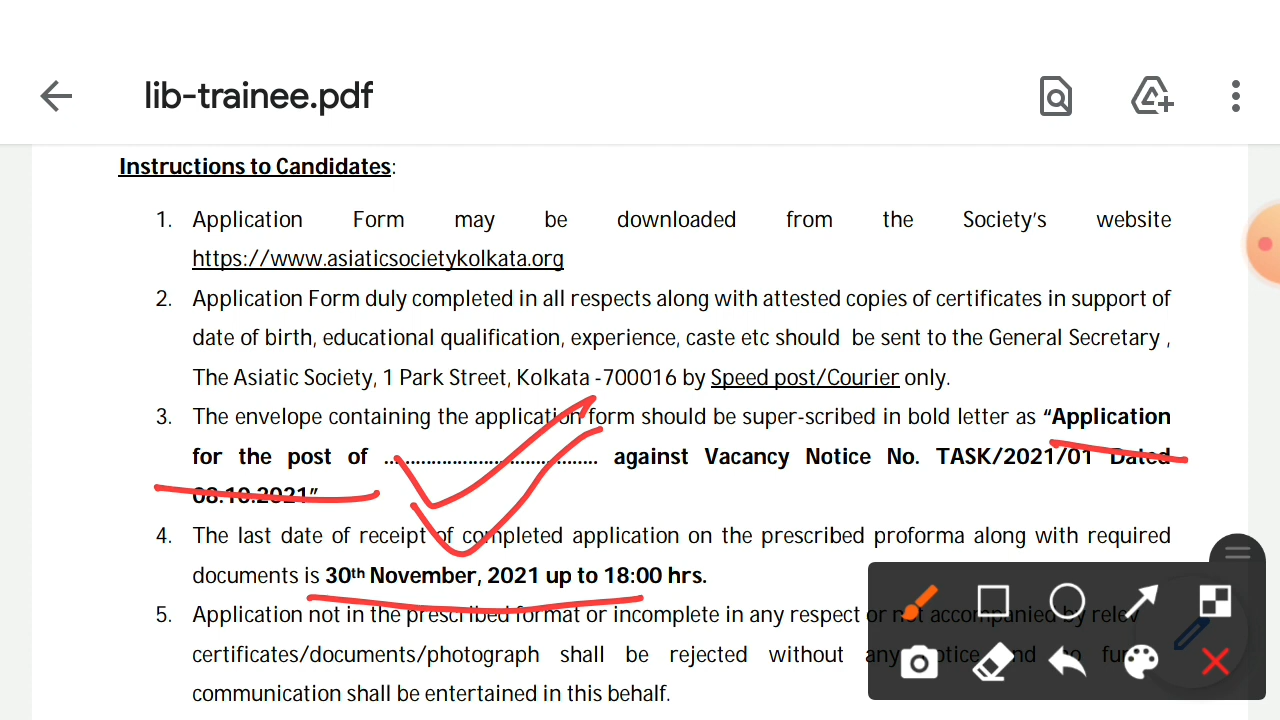 lib-trainee.pdf
Instructions to Candidates:
1. Application Form may be downloaded from the Society's website
https://www.asiaticsocietykolkata.org
2. Application Form duly completed in all respects along with attested copies of certificates in support of
date of birth, educational qualification, experience, caste etc should be sent to the General Secretary ,
The Asiatic Society, 1 Park Street, Kolkata -700016 by Speed post/Courier only.
3. The envelope containing the application form should be super-scribed in bold letter as “Application
for the post of ...................................... against Vacancy Notice No. TASK/2021/01 Dated
08.10.2021”
4. The last date of receipt of completed application on the prescribed proforma along with required
documents is 30th November, 2021 up to 18:00 hrs.
5. Application not in the prescribed format or incomplete in any respect or not accompanied by relev
certificates/documents/photograph shall be rejected without any
communication shall be entertained in this behalf.